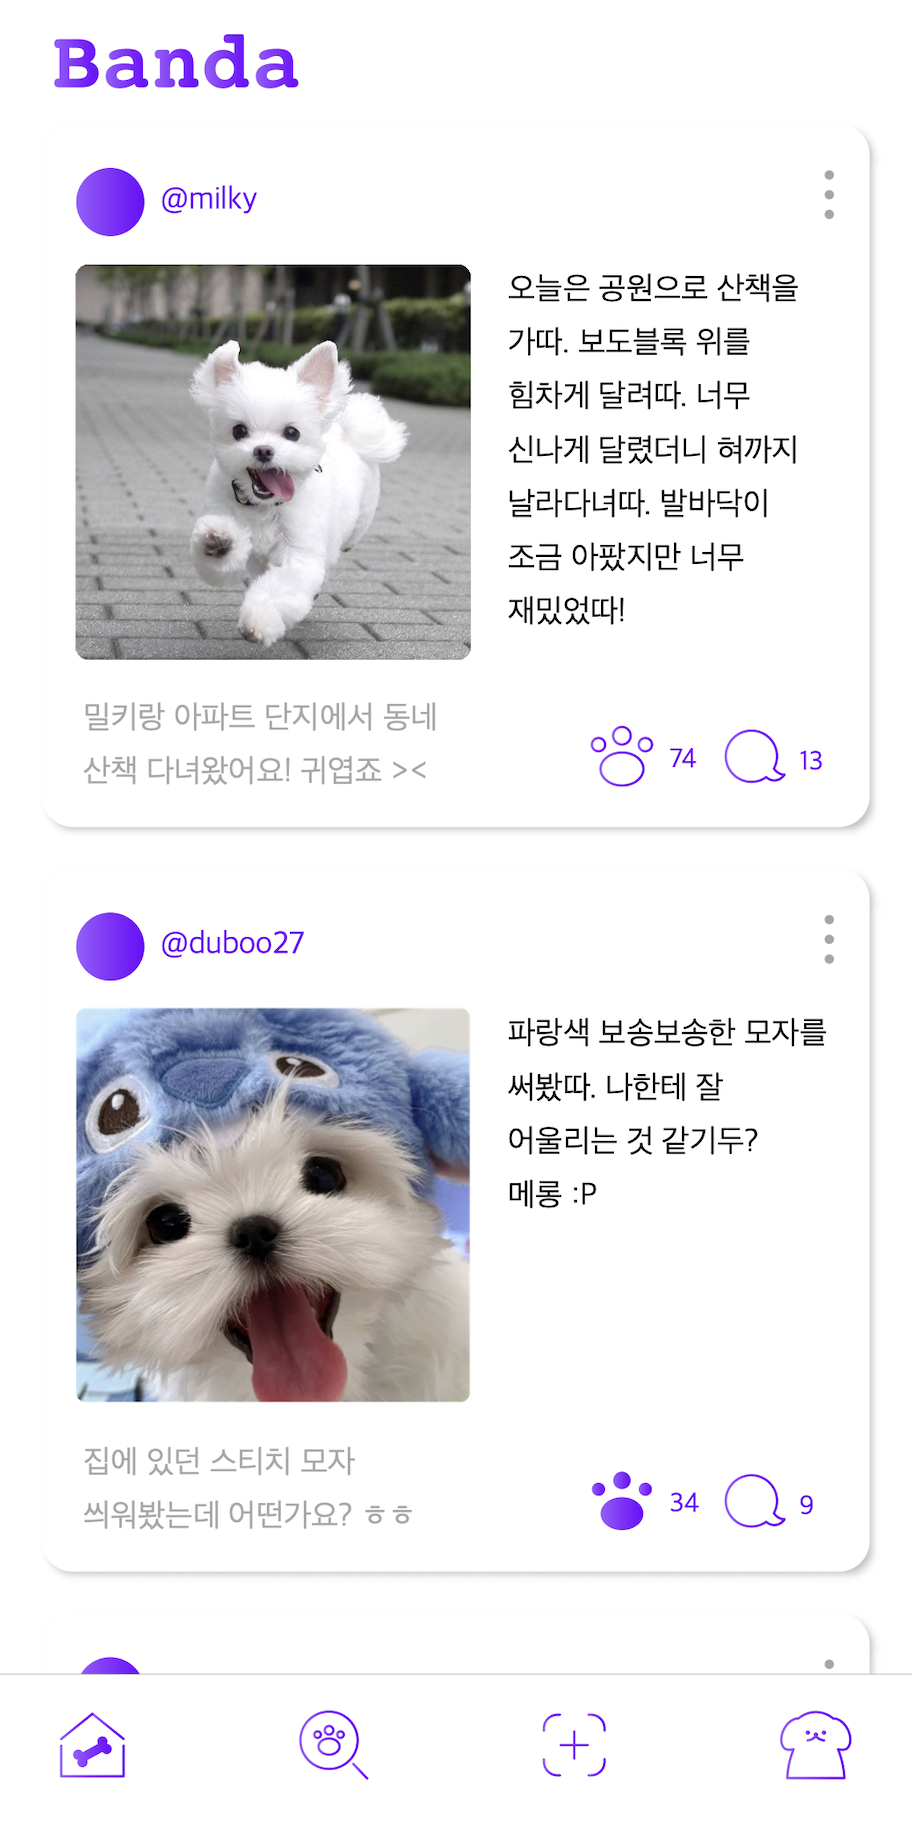 Banda
@milky
오늘은 공원으로 산책을
가따. 보도블록 위를
힘차게 달려따. 너무
신나게 달렸더니 혀까지
날라다녀따. 발바닥이
조금 아팠지만 너무
재밌었따!
밀키랑 아파트 단지에서 동네
산책 다녀왔어요! 귀엽죠 ><
74 13
@duboo27
파랑색 보송보송한 모자를
써봤따. 나한테 잘
어울리는 것 같기두?
메롱 :P
집에 있던 스티치 모자
씌워봤는데 어떤가요? ㅎㅎ
34 9